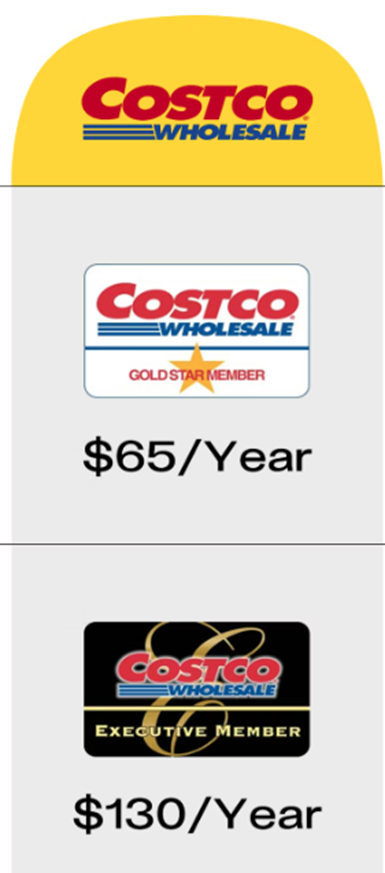 COSTCO
WHOLESALE
COSTCO
WHOLESALE
GOLD STAR MEMBER
$65/Year
COSTCO
WHOLESALE
EXECUTIVE MEMBER
$130/Year